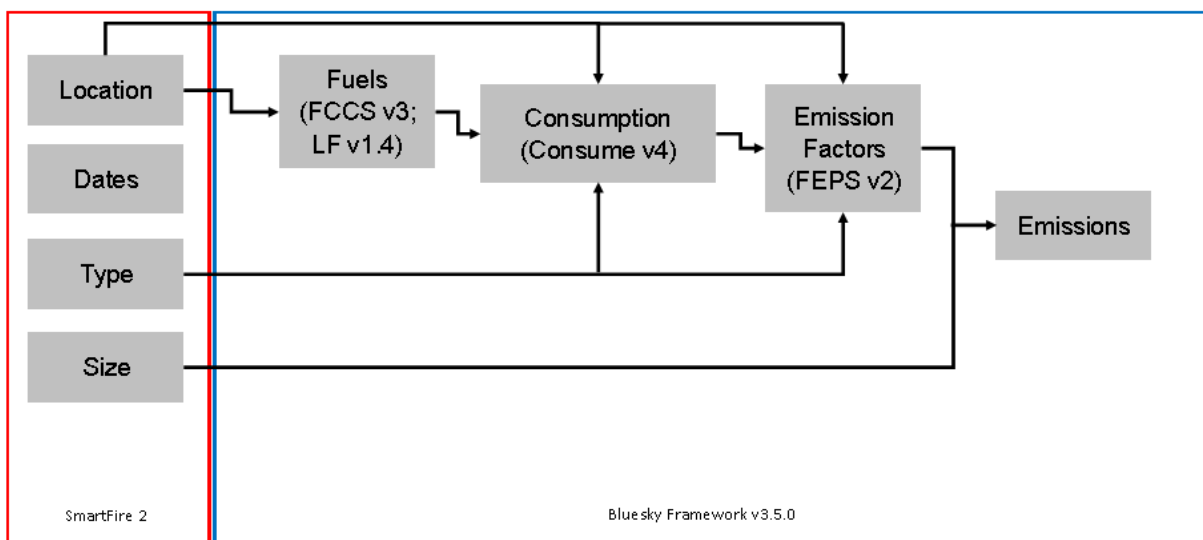 Location
Dates
Type
Size
SmartFire 2
Fuels
(FCCS v3;
LF v1.4)
Consumption
(Consume v4)
Emission
Factors
(FEPS v2)
Emissions
Bluesky Framework v3.5.0